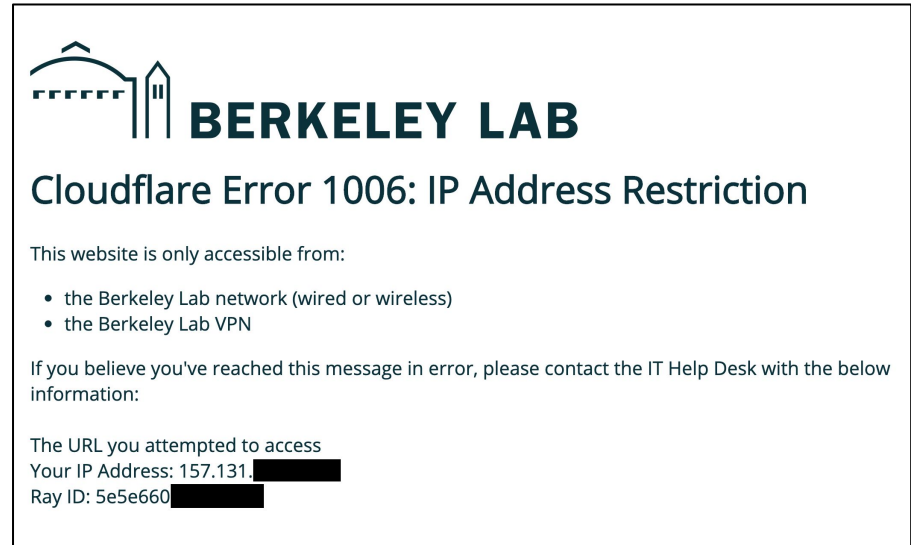 BERKELEY LAB
Cloudflare Error 1006: IP Address Restriction
This website is only accessible from:
• the Berkeley Lab network (wired or wireless)
• the Berkeley Lab VPN
If you believe you've reached this message in error, please contact the IT Help Desk with the below
information:
The URL you attempted to access
Your IP Address: 157.131.
Ray ID: 5e5e660